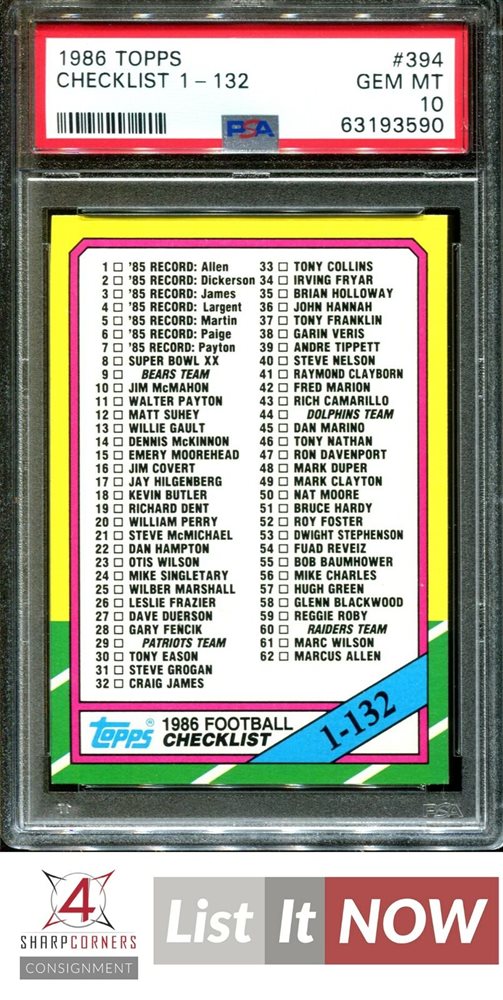 1986 TOPPS #394
CHECKLIST 1 - 132 GEM MT
10
PSA 63193590
1 □ '85 RECORD: Allen
2 □ '85 RECORD: Dickerson
3 □ '85 RECORD: James
4 □ '85 RECORD: Largent
5 □ '85 RECORD: Martin
6 □ '85 RECORD: Paige
7 □ '85 RECORD: Payton
8 □ SUPER BOWL XX
9 □ BEARS TEAM
10 □ JIM McMAHON
11 □ WALTER PAYTON
12 □ MATT SUHEY
13 □ WILLIE GAULT
14 □ DENNIS McKINNON
15 □ EMERY MOOREHEAD
16 □ JIM COVERT
17 □ JAY HILGENBERG
18 □ KEVIN BUTLER
19 □ RICHARD DENT
20 □ WILLIAM PERRY
21 □ STEVE McMICHAEL
22 □ DAN HAMPTON
23 □ OTIS WILSON
24 □ MIKE SINGLETARY
25 □ WILBER MARSHALL
26 □ LESLIE FRAZIER
27 □ DAVE DUERSON
28 □ GARY FENCIK
29 □ PATRIOTS TEAM
30 □ TONY EASON
31 □ STEVE GROGAN
32 □ CRAIG JAMES
33 □ TONY COLLINS
34 □ IRVING FRYAR
35 □ BRIAN HOLLOWAY
36 □ JOHN HANNAH
37 □ TONY FRANKLIN
38 □ GARIN VERIS
39 □ ANDRE TIPPETT
40 □ STEVE NELSON
41 □ RAYMOND CLAYBORN
42 □ FRED MARION
43 □ RICH CAMARILLO
44 □ DOLPHINS TEAM
45 □ DAN MARINO
46 □ TONY NATHAN
47 □ RON DAVENPORT
48 □ MARK DUPER
49 □ MARK CLAYTON
50 □ NAT MOORE
51 □ BRUCE HARDY
52 □ ROY FOSTER
53 □ DWIGHT STEPHENSON
54 □ FUAD REVEIZ
55 □ BOB BAUMHOWER
56 □ MIKE CHARLES
57 □ HUGH GREEN
58 □ GLENN BLACKWOOD
59 □ REGGIE ROBY
60 □ RAIDERS TEAM
61 □ MARC WILSON
62 □ MARCUS ALLEN
topps® 1986 FOOTBALL
CHECKLIST
1-132
PSA
4
SHARPCORNERS
CONSIGNMENT
List It NOW